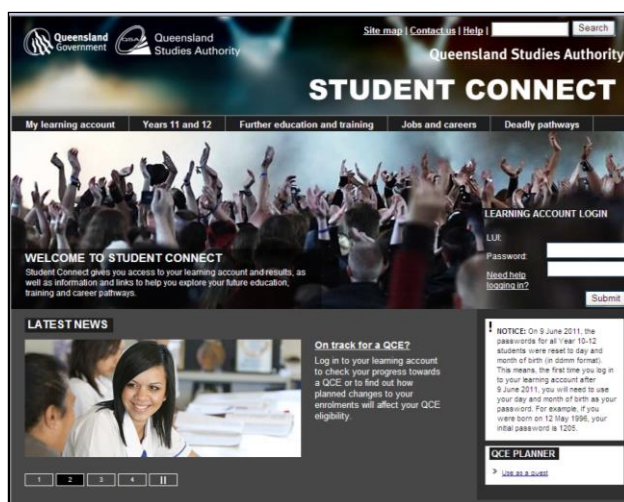 Queensland
Government
QSA
Queensland
Studies Authority
Site map | Contact us | Help |
Search
Queensland Studies Authority
STUDENT CONNECT
My learning account
Years 11 and 12
Further education and training
Jobs and careers
Deadly pathways
WELCOME TO STUDENT CONNECT
Student Connect gives you access to your learning account and results, as
well as information and links to help you explore your future education,
training and career pathways.
LEARNING ACCOUNT LOGIN
LUI:
Password:
Need help
logging in?
Submit
LATEST NEWS
On track for a QCE?
Log in to your learning account
to check your progress towards
a QCE or to find out how
planned changes to your
enrolments will affect your QCE
eligibility.
1 2 3 4
! NOTICE: On 9 June 2011, the
passwords for all Year 10-12
students were reset to day and
month of birth (in ddmm format).
This means, the first time you log in
to your learning account after
9 June 2011, you will need to use
your day and month of birth as your
password. For example, if you
were born on 12 May 1996, your
initial password is 1205.
QCE PLANNER
Use as a guest